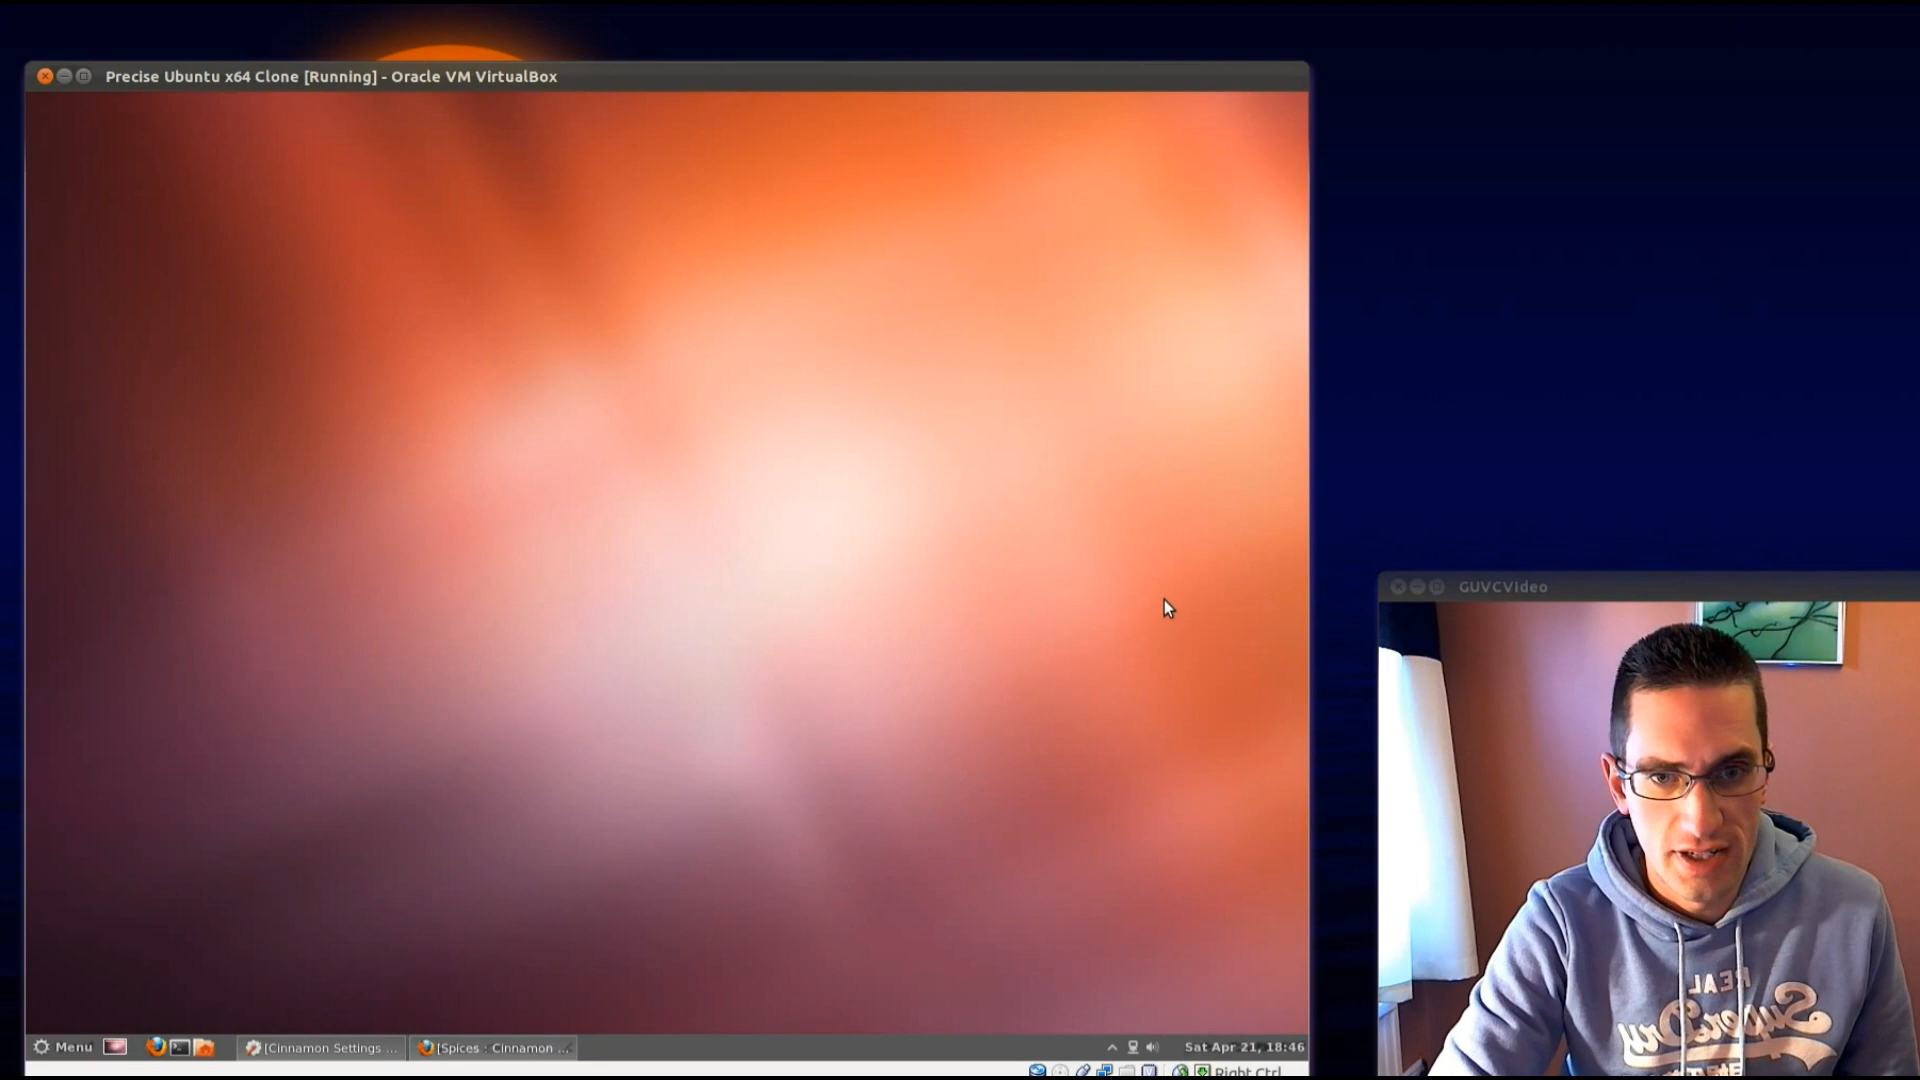 Precise Ubuntu x64 Clone [Running] - Oracle VM VirtualBox
GUVCVideo
REAL
SuperDry
Menu
[Cinnamon Settings ...
[Spices : Cinnamon ...
Sat Apr 21, 18:46
Right Ctrl